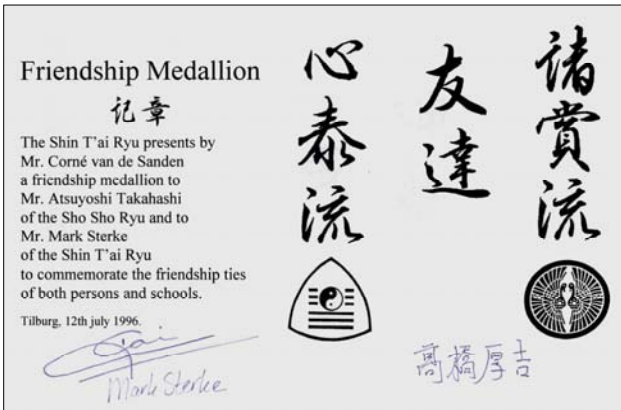 Friendship Medallion
记章
The Shin T'ai Ryu presents by
Mr. Corné van de Sanden
a friendship medallion to
Mr. Atsuyoshi Takahashi
of the Sho Sho Ryu and to
Mr. Mark Sterke
of the Shin T'ai Ryu
to commemorate the friendship ties
of both persons and schools.
Tilburg, 12th july 1996.
Mark Sterke
心泰流
友達
諸賞流
髙橋厚吉